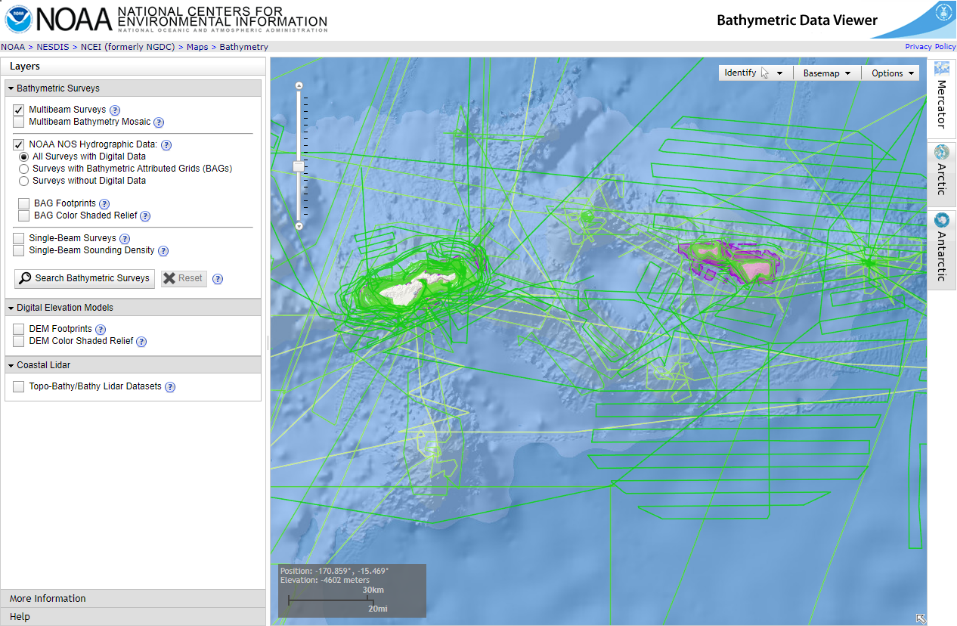 NOAA NATIONAL CENTERS FOR
ENVIRONMENTAL INFORMATION
NATIONAL OCEANIC AND ATMOSPHERIC ADMINISTRATION
Bathymetric Data Viewer
NOAA > NESDIS > NCEI (formerly NGDC) > Maps > Bathymetry
Privacy Policy
Layers
Bathymetric Surveys
Multibeam Surveys ?
Multibeam Bathymetry Mosaic ?
NOAA NOS Hydrographic Data: ?
All Surveys with Digital Data
Surveys with Bathymetric Attributed Grids (BAGs)
Surveys without Digital Data
BAG Footprints ?
BAG Color Shaded Relief ?
Single-Beam Surveys ?
Single-Beam Sounding Density ?
Search Bathymetric Surveys
Reset ?
Digital Elevation Models
DEM Footprints ?
DEM Color Shaded Relief ?
Coastal Lidar
Topo-Bathy/Bathy Lidar Datasets ?
More Information
Help
Identify
Basemap
Options
Mercator
Arctic
Antarctic
Position: -170.859°, -15.469°
Elevation: -4602 meters
30km
20mi